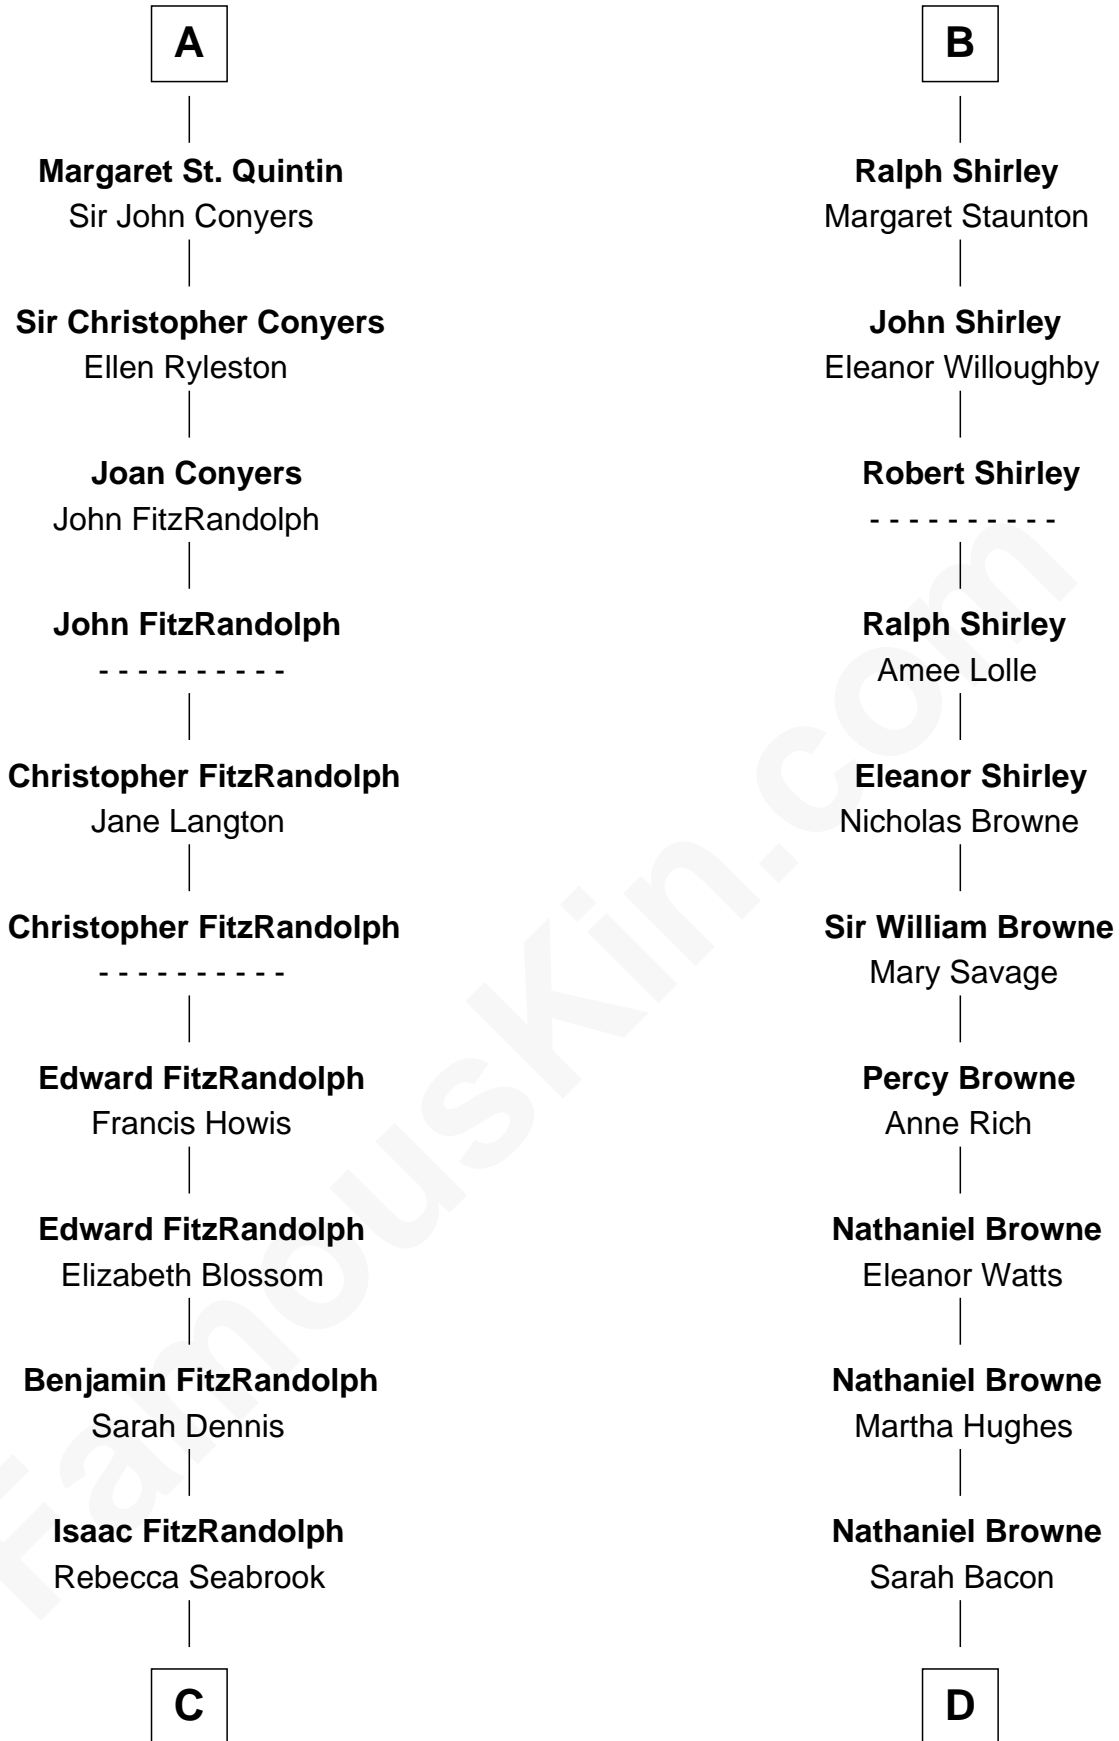 A
Margaret St. Quintin
Sir John Conyers
Sir Christopher Conyers
Ellen Ryleston
Joan Conyers
John FitzRandolph
John FitzRandolph
- - - - - - - - - -
Christopher FitzRandolph
Jane Langton
Christopher FitzRandolph
- - - - - - - - - -
Edward FitzRandolph
Francis Howis
Edward FitzRandolph
Elizabeth Blossom
Benjamin FitzRandolph
Sarah Dennis
Isaac FitzRandolph
Rebecca Seabrook
C
B
Ralph Shirley
Margaret Staunton
John Shirley
Eleanor Willoughby
Robert Shirley
- - - - - - - - - -
Ralph Shirley
Amee Lolle
Eleanor Shirley
Nicholas Browne
Sir William Browne
Mary Savage
Percy Browne
Anne Rich
Nathaniel Browne
Eleanor Watts
Nathaniel Browne
Martha Hughes
Nathaniel Browne
Sarah Bacon
D
FamousKin.com